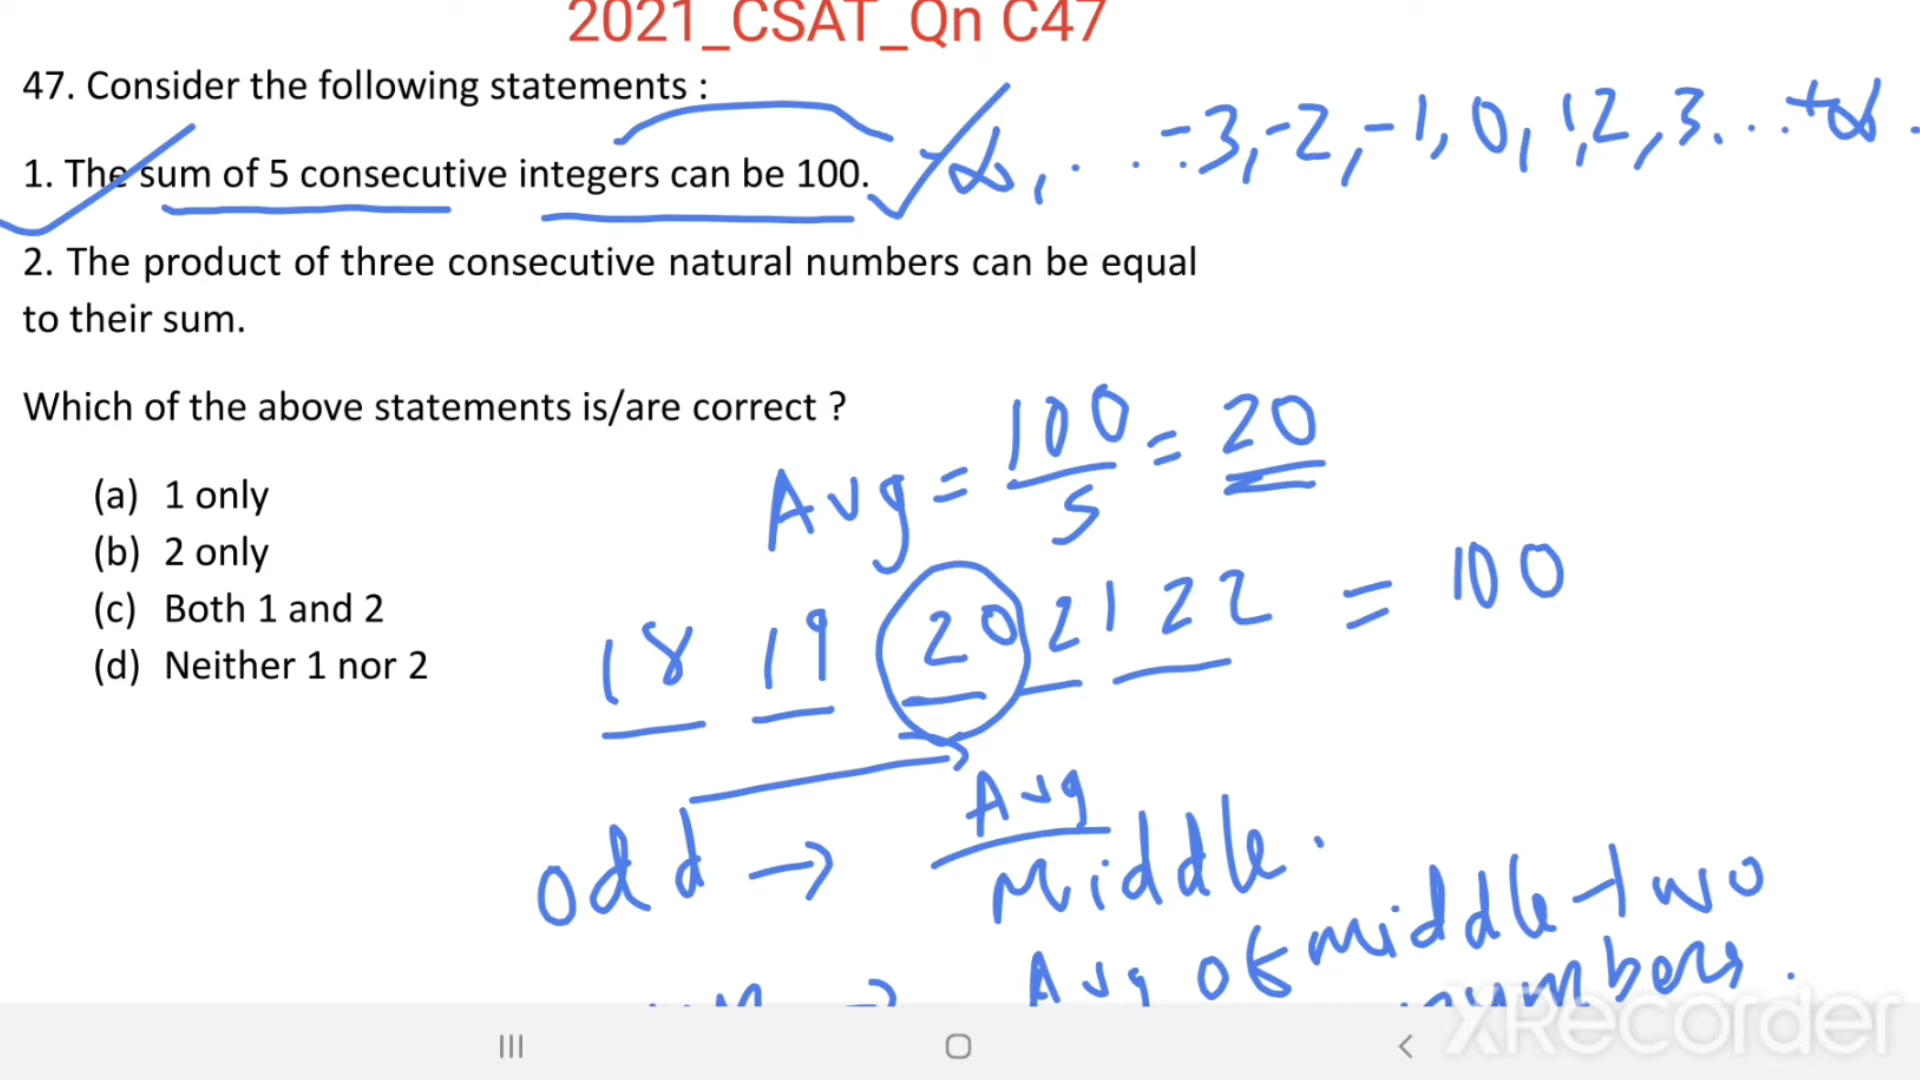 2021_CSAT_Qn C47
47. Consider the following statements :
1. The sum of 5 consecutive integers can be 100.
-∞, . . . -3, -2, -1, 0, 1, 2, 3. . . +∞.
2. The product of three consecutive natural numbers can be equal
to their sum.
Which of the above statements is/are correct ?
Avg = 100/5 = 20
(a) 1 only
(b) 2 only
(c) Both 1 and 2
(d) Neither 1 nor 2
18 19 20 21 22 = 100
odd → Avg
Middle.
→ Avg of middle two
numbers.
XRecorder